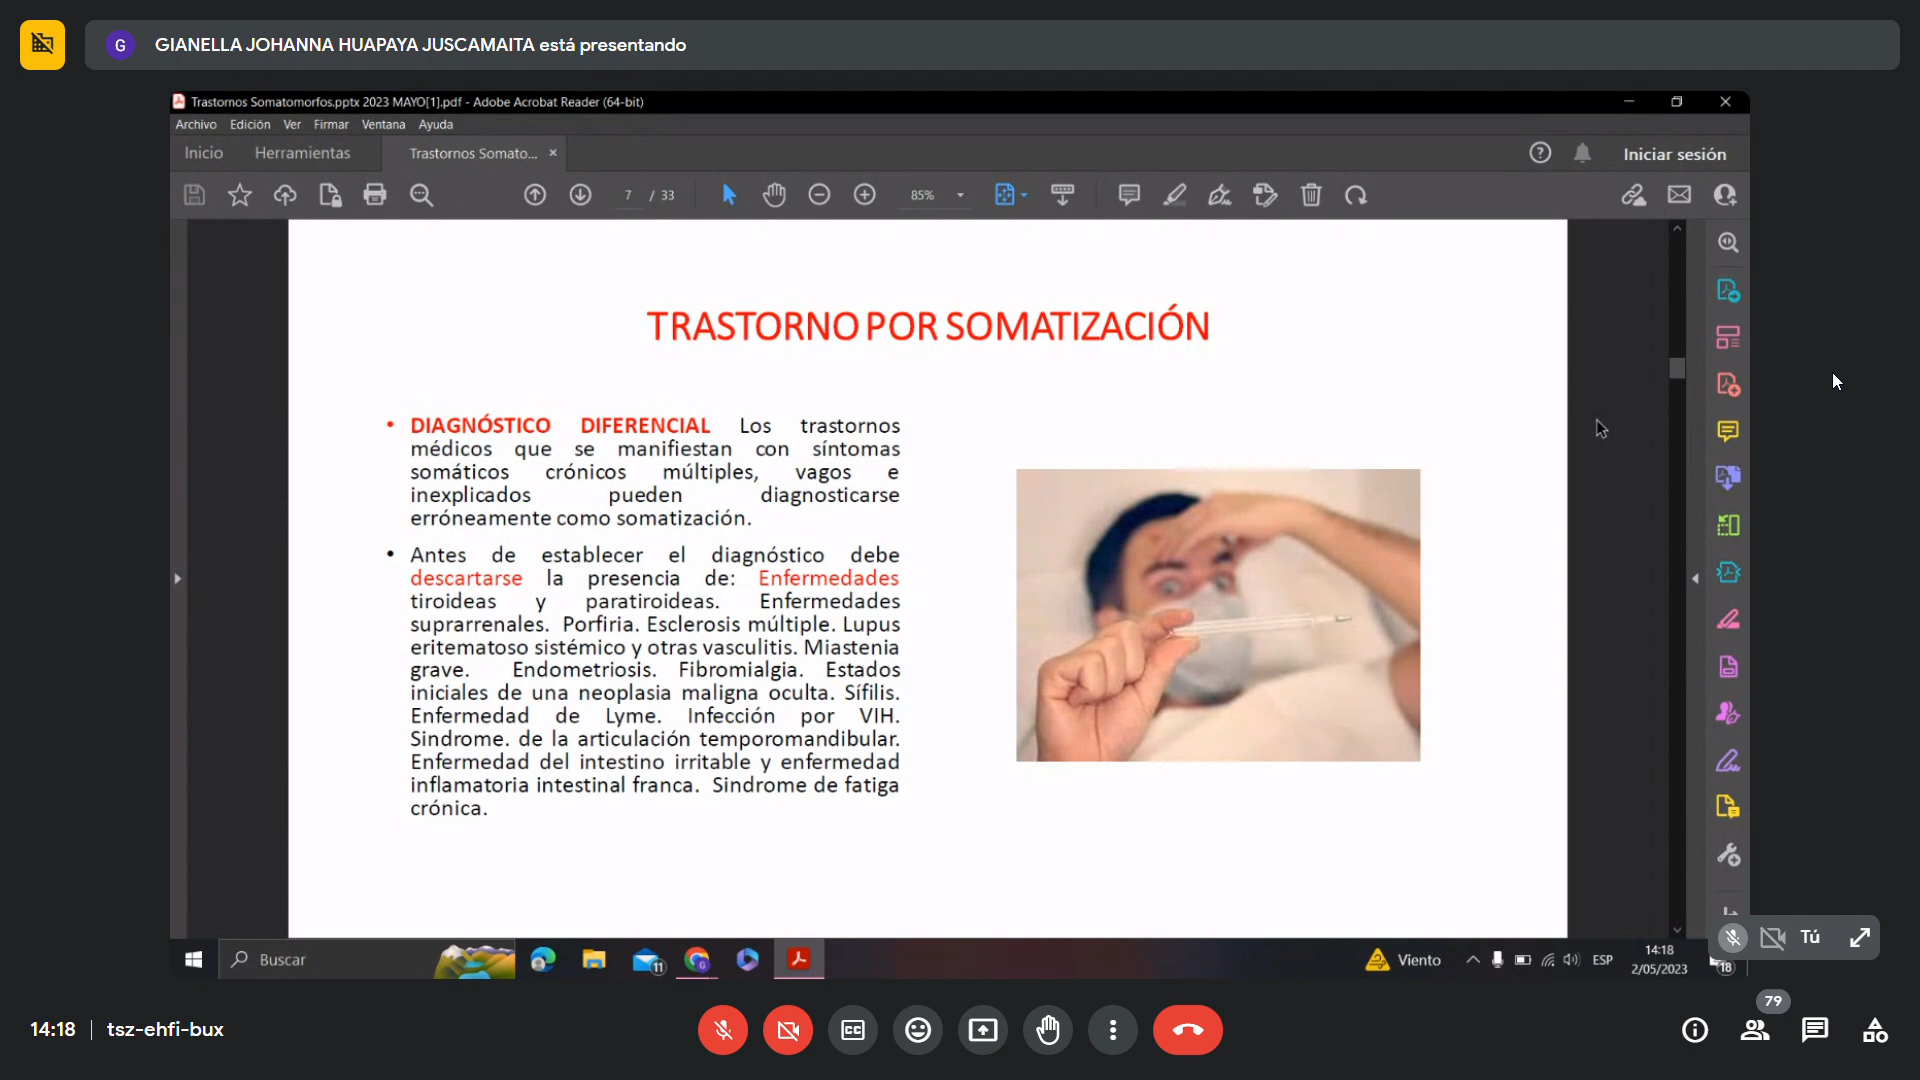 G GIANELLA JOHANNA HUAPAYA JUSCAMAITA está presentando
Trastornos Somatomorfos.pptx 2023 MAYO[1].pdf - Adobe Acrobat Reader (64-bit)
Archivo Edición Ver Firmar Ventana Ayuda
Inicio Herramientas Trastornos Somato... Iniciar sesión
7 / 33 85%
TRASTORNO POR SOMATIZACIÓN
• DIAGNÓSTICO DIFERENCIAL Los trastornos
médicos que se manifiestan con síntomas
somáticos crónicos múltiples, vagos e
inexplicados pueden diagnosticarse
erróneamente como somatización.
• Antes de establecer el diagnóstico debe
descartarse la presencia de: Enfermedades
tiroideas y paratiroideas. Enfermedades
suprarrenales. Porfiria. Esclerosis múltiple. Lupus
eritematoso sistémico y otras vasculitis. Miastenia
grave. Endometriosis. Fibromialgia. Estados
iniciales de una neoplasia maligna oculta. Sífilis.
Enfermedad de Lyme. Infección por VIH.
Sindrome. de la articulación temporomandibular.
Enfermedad del intestino irritable y enfermedad
inflamatoria intestinal franca. Sindrome de fatiga
crónica.
Tú
Buscar 11 Viento ESP 14:18
2/05/2023 18
79
14:18 | tsz-ehfi-bux